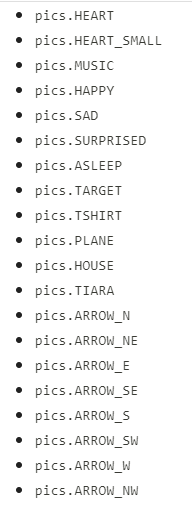 pics.HEART
pics.HEART_SMALL
pics.MUSIC
pics.HAPPY
pics.SAD
pics.SURPRISED
pics.ASLEEP
pics.TARGET
pics.TSHIRT
pics.PLANE
pics.HOUSE
pics.TIARA
pics.ARROW_N
pics.ARROW_NE
pics.ARROW_E
pics.ARROW_SE
pics.ARROW_S
pics.ARROW_SW
pics.ARROW_W
pics.ARROW_NW